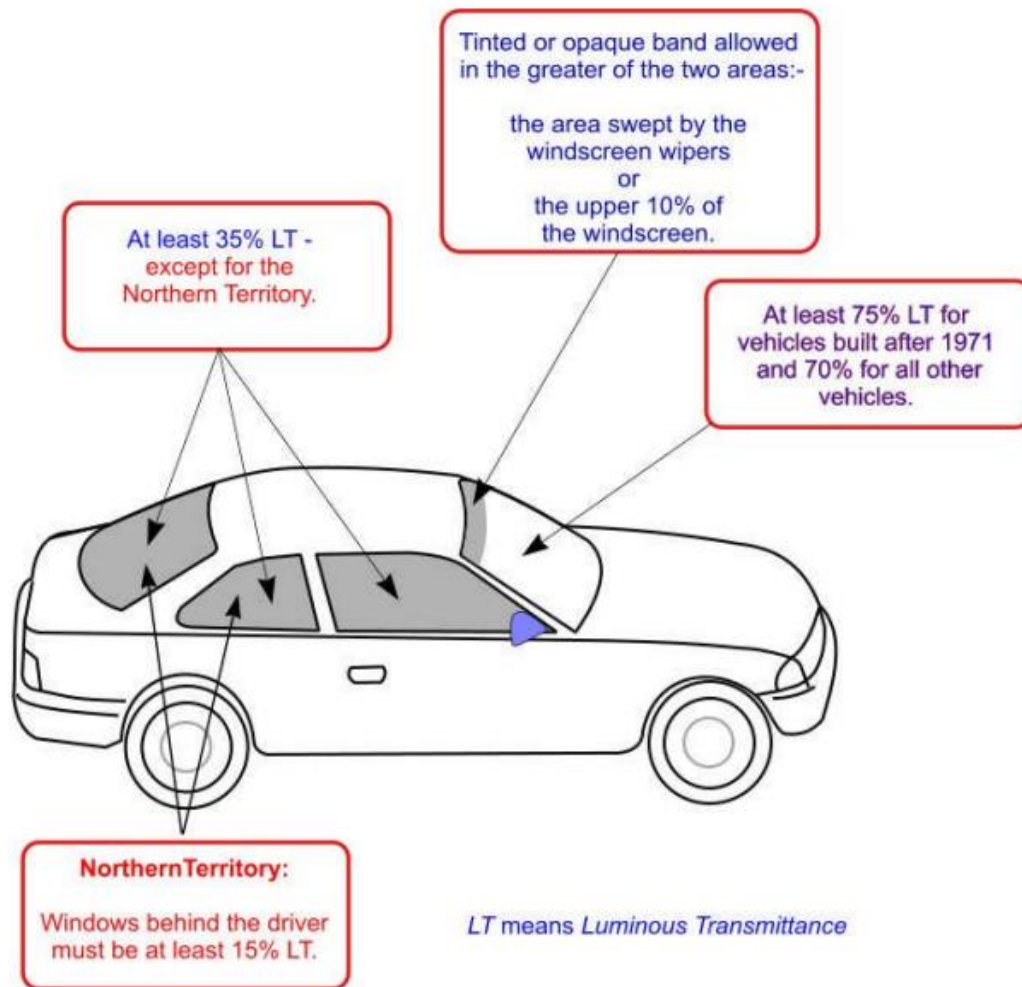 Tinted or opaque band allowed
in the greater of the two areas:-
the area swept by the
windscreen wipers
or
the upper 10% of
the windscreen.
At least 35% LT -
except for the
Northern Territory.
At least 75% LT for
vehicles built after 1971
and 70% for all other
vehicles.
NorthernTerritory:
Windows behind the driver
must be at least 15% LT.
LT means Luminous Transmittance